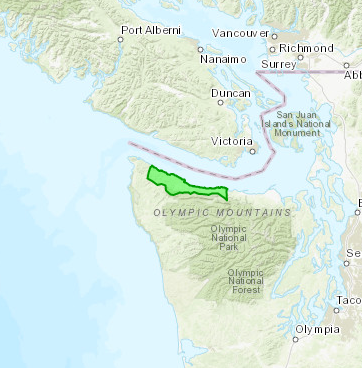 Vancouver
Port Alberni
Richmond
Nanaimo
Surrey
Abb
Duncan
San Juan
Islands National
Monument
Victoria
OLYMPIC MOUNTAINS
Olympic
National
Park
E
Se
Olympic
National
Forest
Taco
Olympia